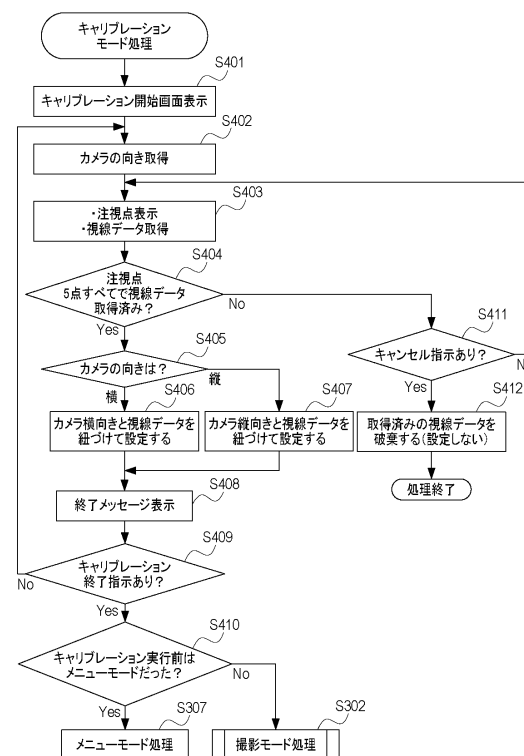 キャリブレーション
モード処理
S401
キャリブレーション開始画面表示
S402
カメラの向き取得
S403
・注視点表示
・視線データ取得
S404
注視点
5点すべてで視線データ
取得済み？
No
Yes
S411
キャンセル指示あり？
N
Yes
S405
カメラの向きは？
縦
横
S406
カメラ横向きと視線データを
紐づけて設定する
S407
カメラ縦向きと視線データを
紐づけて設定する
S412
取得済みの視線データを
破棄する(設定しない)
処理終了
S408
終了メッセージ表示
S409
キャリブレーション
終了指示あり？
No
Yes
S410
キャリブレーション実行前は
メニューモードだった？
No
Yes
S307
メニューモード処理
S302
撮影モード処理